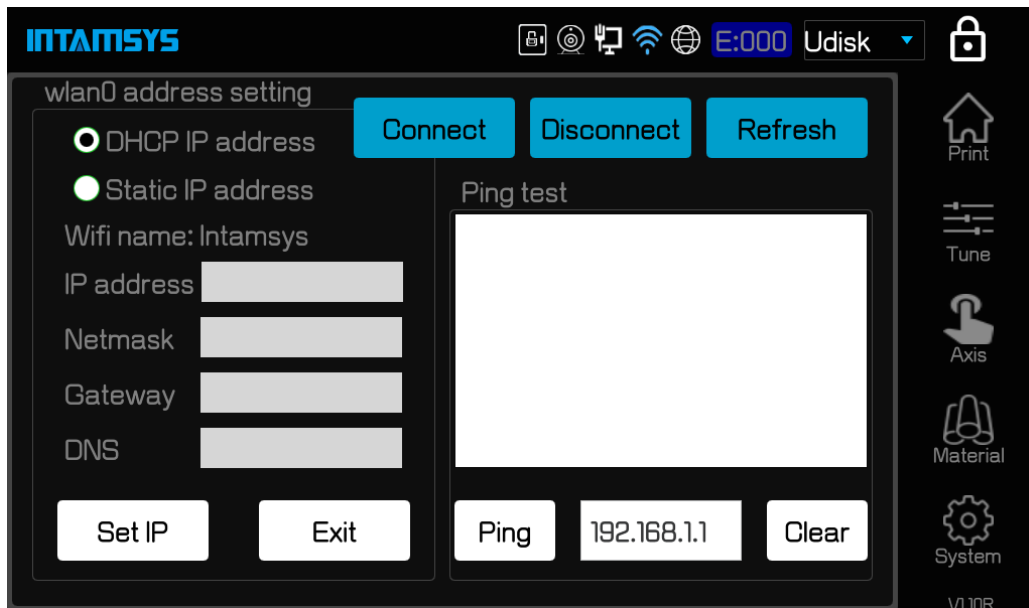 INTAMSYS
E:000 Udisk
wlan0 address setting
Connect Disconnect Refresh
DHCP IP address
Static IP address
Ping test
Wifi name: Intamsys
IP address
Netmask
Gateway
DNS
Set IP Exit Ping 192.168.1.1 Clear
Print
Tune
Axis
Material
System